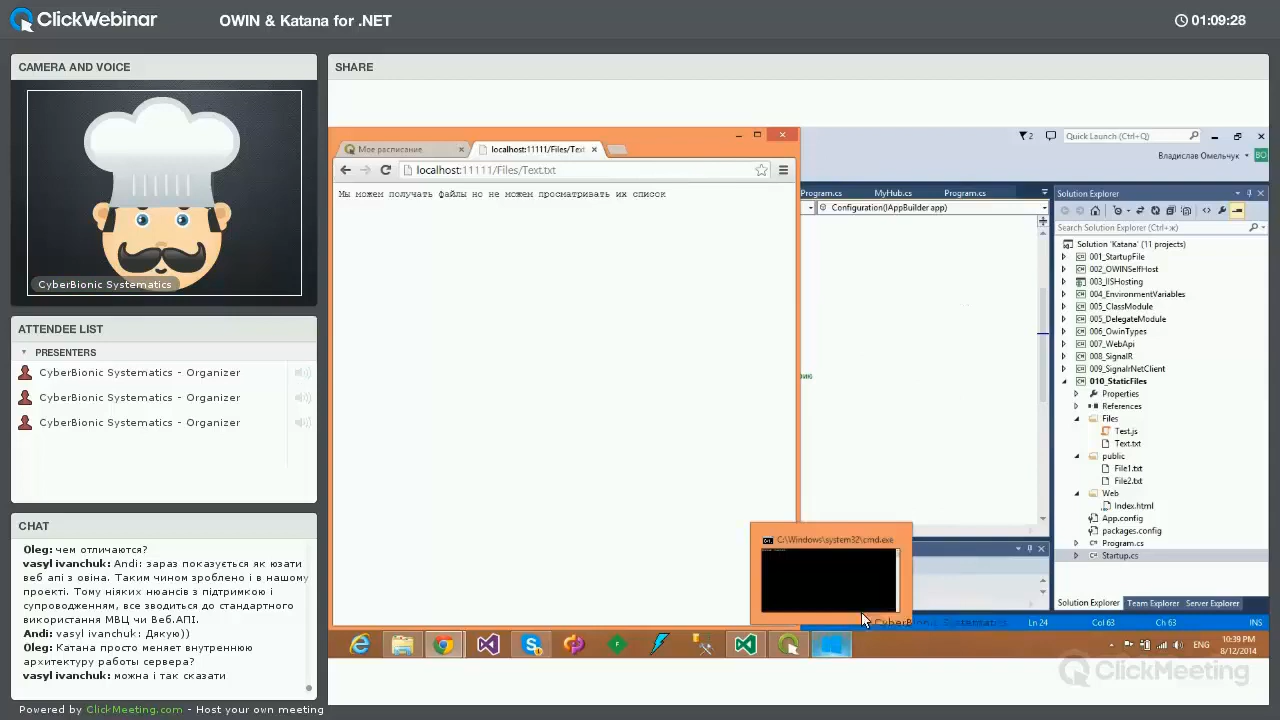 ClickWebinar
OWIN & Katana for .NET
01:09:28
CAMERA AND VOICE
CyberBionic Systematics
ATTENDEE LIST
PRESENTERS
CyberBionic Systematics - Organizer
CyberBionic Systematics - Organizer
CyberBionic Systematics - Organizer
CHAT
Oleg: чем отличаются?
vasyl ivanchuk: Andi: зараз показується як юзати
веб апі з овіна. Таким чином зроблено і в нашому
проекті. Тому ніяких нюансів з підтримкою і
супроводженням, все зводиться до стандартного
використання МВЦ чи Веб.АПІ.
Andi: vasyl ivanchuk: Дякую))
Oleg: Катана просто меняет внутреннюю
архитектуру работы сервера?
vasyl ivanchuk: можна і так сказати
Powered by ClickMeeting.com - Host your own meeting
SHARE
Мое расписание
localhost:11111/Files/Text
localhost:11111/Files/Text.txt
Мы можем получать файлы но не можем просматривать их список
2
Quick Launch (Ctrl+Q)
Владислав Омельчук
ВО
Program.cs
MyHub.cs
Program.cs
Configuration(IAppBuilder app)
Solution Explorer
Search Solution Explorer (Ctrl+ж)
Solution 'Katana' (11 projects)
001_StartupFile
002_OWINSelfHost
003_IISHosting
004_EnvironmentVariables
005_ClassModule
005_DelegateModule
006_OwinTypes
007_WebApi
008_SignalR
009_SignalrNetClient
010_StaticFiles
Properties
References
Files
Test.js
Text.txt
public
File1.txt
File2.txt
Web
Index.html
App.config
packages.config
Program.cs
Startup.cs
Solution Explorer
Team Explorer
Server Explorer
C:\Windows\system32\cmd.exe
CyberBionic Systematics
Ln 24
Col 63
Ch 63
INS
ENG
10:39 PM
8/12/2014
ClickMeeting